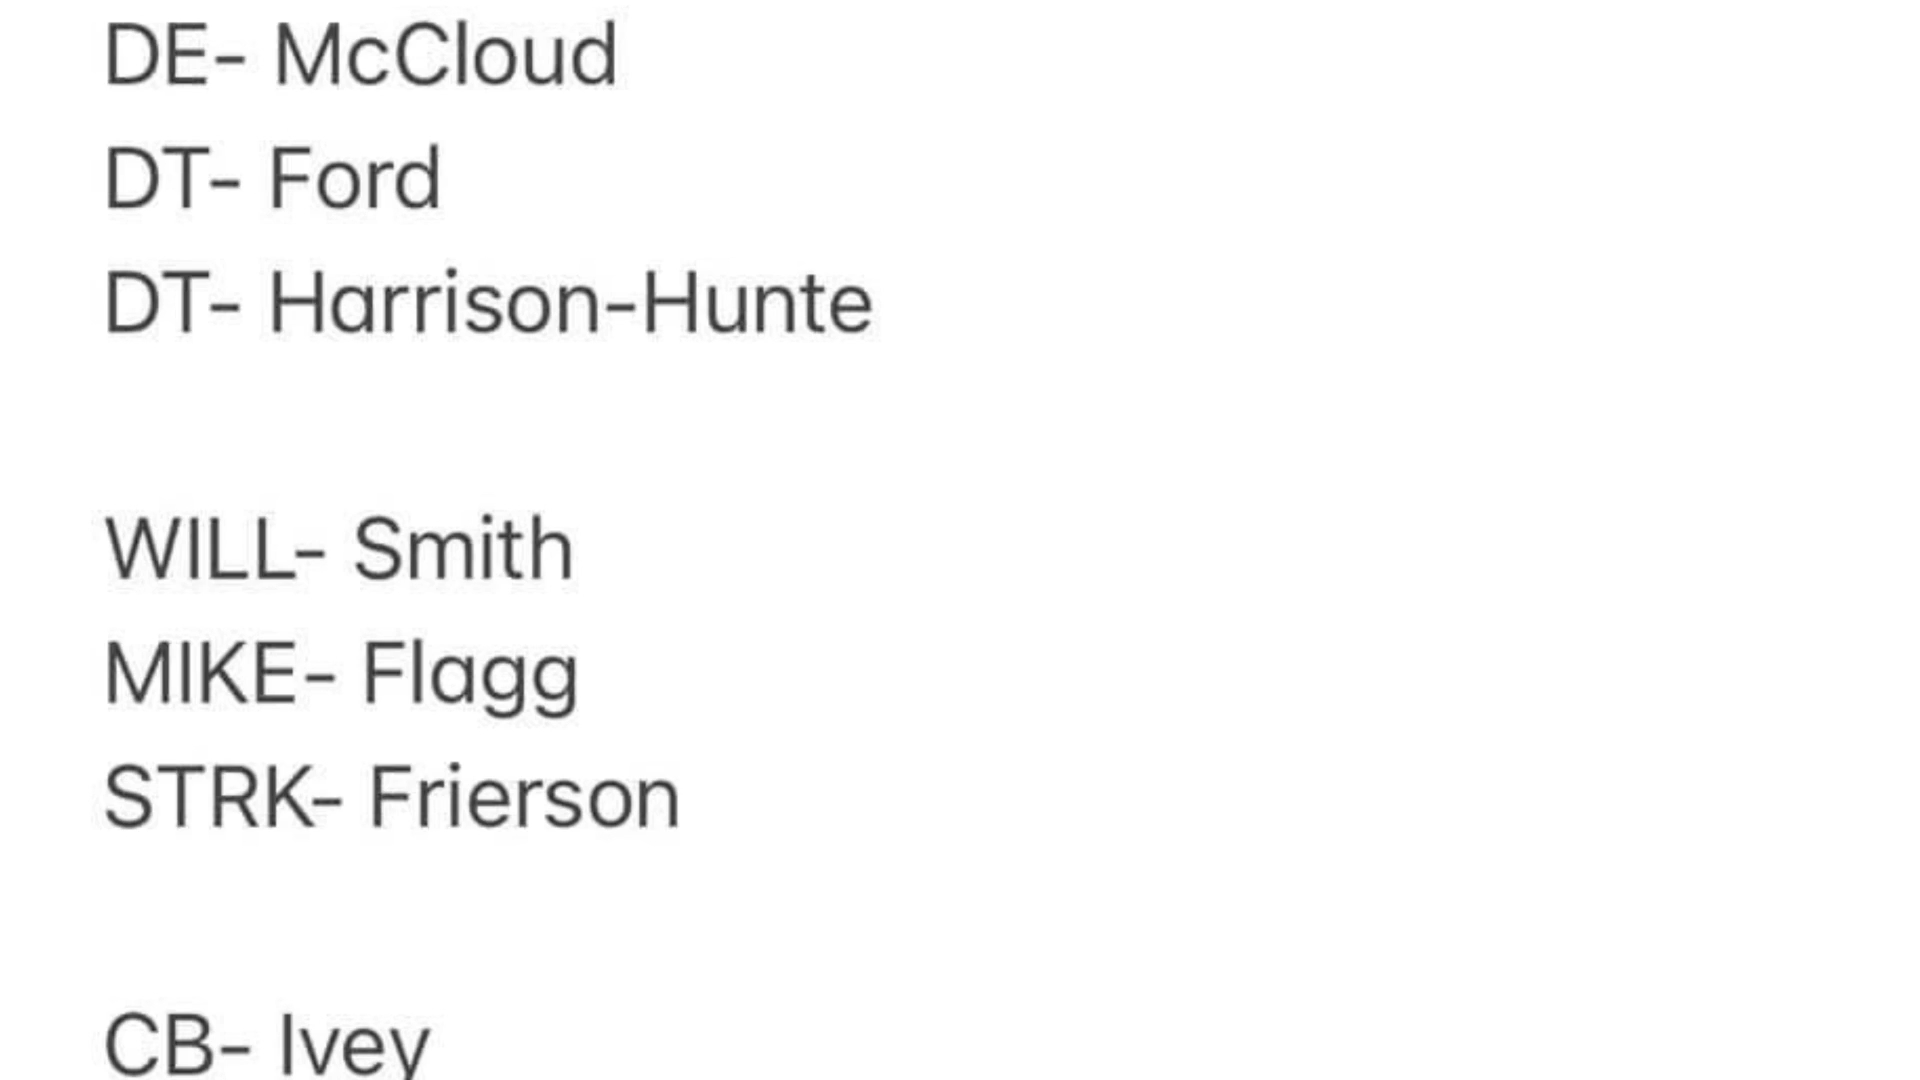 DE- McCloud
DT- Ford
DT- Harrison-Hunte
WILL- Smith
MIKE- Flagg
STRK- Frierson
CB- Ivey